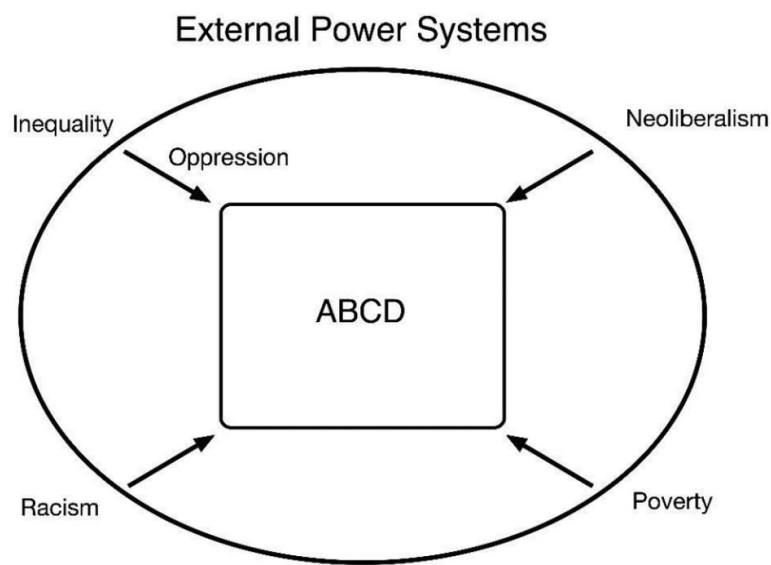 External Power Systems
Inequality
Neoliberalism
Oppression
ABCD
Racism
Poverty